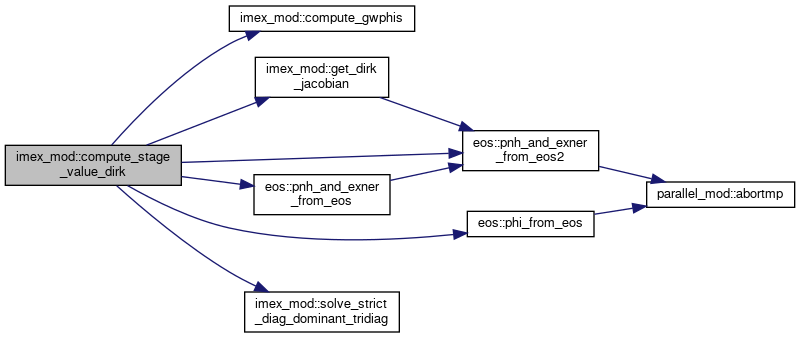 imex_mod::compute_gwphis
imex_mod::get_dirk
_jacobian
eos::pnh_and_exner
_from_eos2
imex_mod::compute_stage
_value_dirk
eos::pnh_and_exner
_from_eos
parallel_mod::abortmp
eos::phi_from_eos
imex_mod::solve_strict
_diag_dominant_tridiag